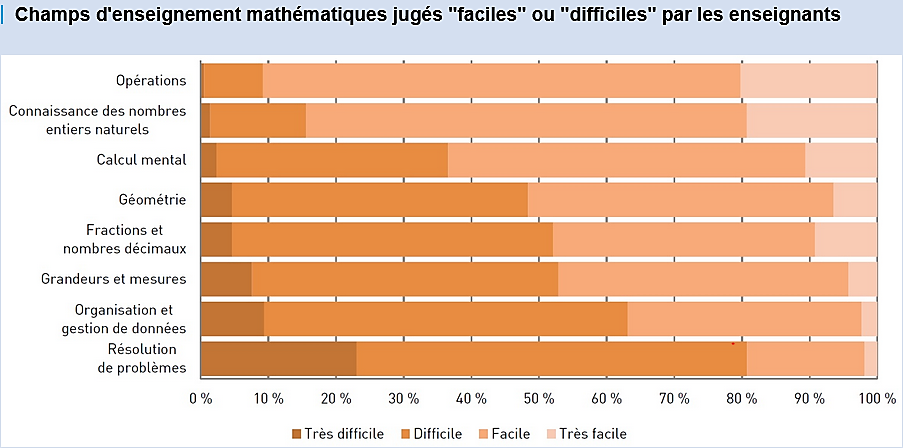 Champs d'enseignement mathématiques jugés "faciles" ou "difficiles" par les enseignants
Opérations
Connaissance des nombres
entiers naturels
Calcul mental
Géométrie
Fractions et
nombres décimaux
Grandeurs et mesures
Organisation et
gestion de données
Résolution
de problèmes
0 % 10 % 20 % 30 % 40 % 50 % 60 % 70 % 80 % 90 % 100 %
Très difficile Difficile Facile Très facile